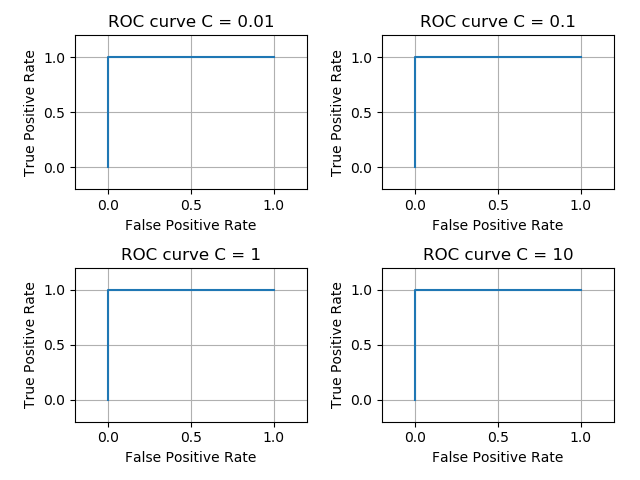 ROC curve C = 0.01
True Positive Rate
1.0
0.5
0.0
0.0 0.5 1.0
False Positive Rate
ROC curve C = 0.1
True Positive Rate
1.0
0.5
0.0
0.0 0.5 1.0
False Positive Rate
ROC curve C = 1
True Positive Rate
1.0
0.5
0.0
0.0 0.5 1.0
False Positive Rate
ROC curve C = 10
True Positive Rate
1.0
0.5
0.0
0.0 0.5 1.0
False Positive Rate